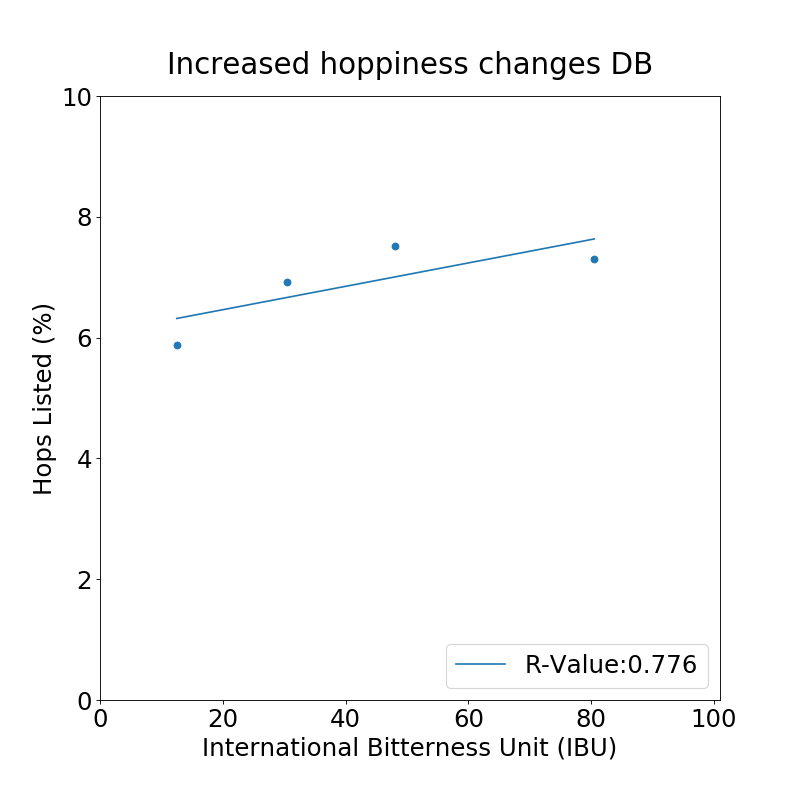 Increased hoppiness changes DB
10
8
6
4
2
0
Hops Listed (%)
R-Value:0.776
0 20 40 60 80 100
International Bitterness Unit (IBU)